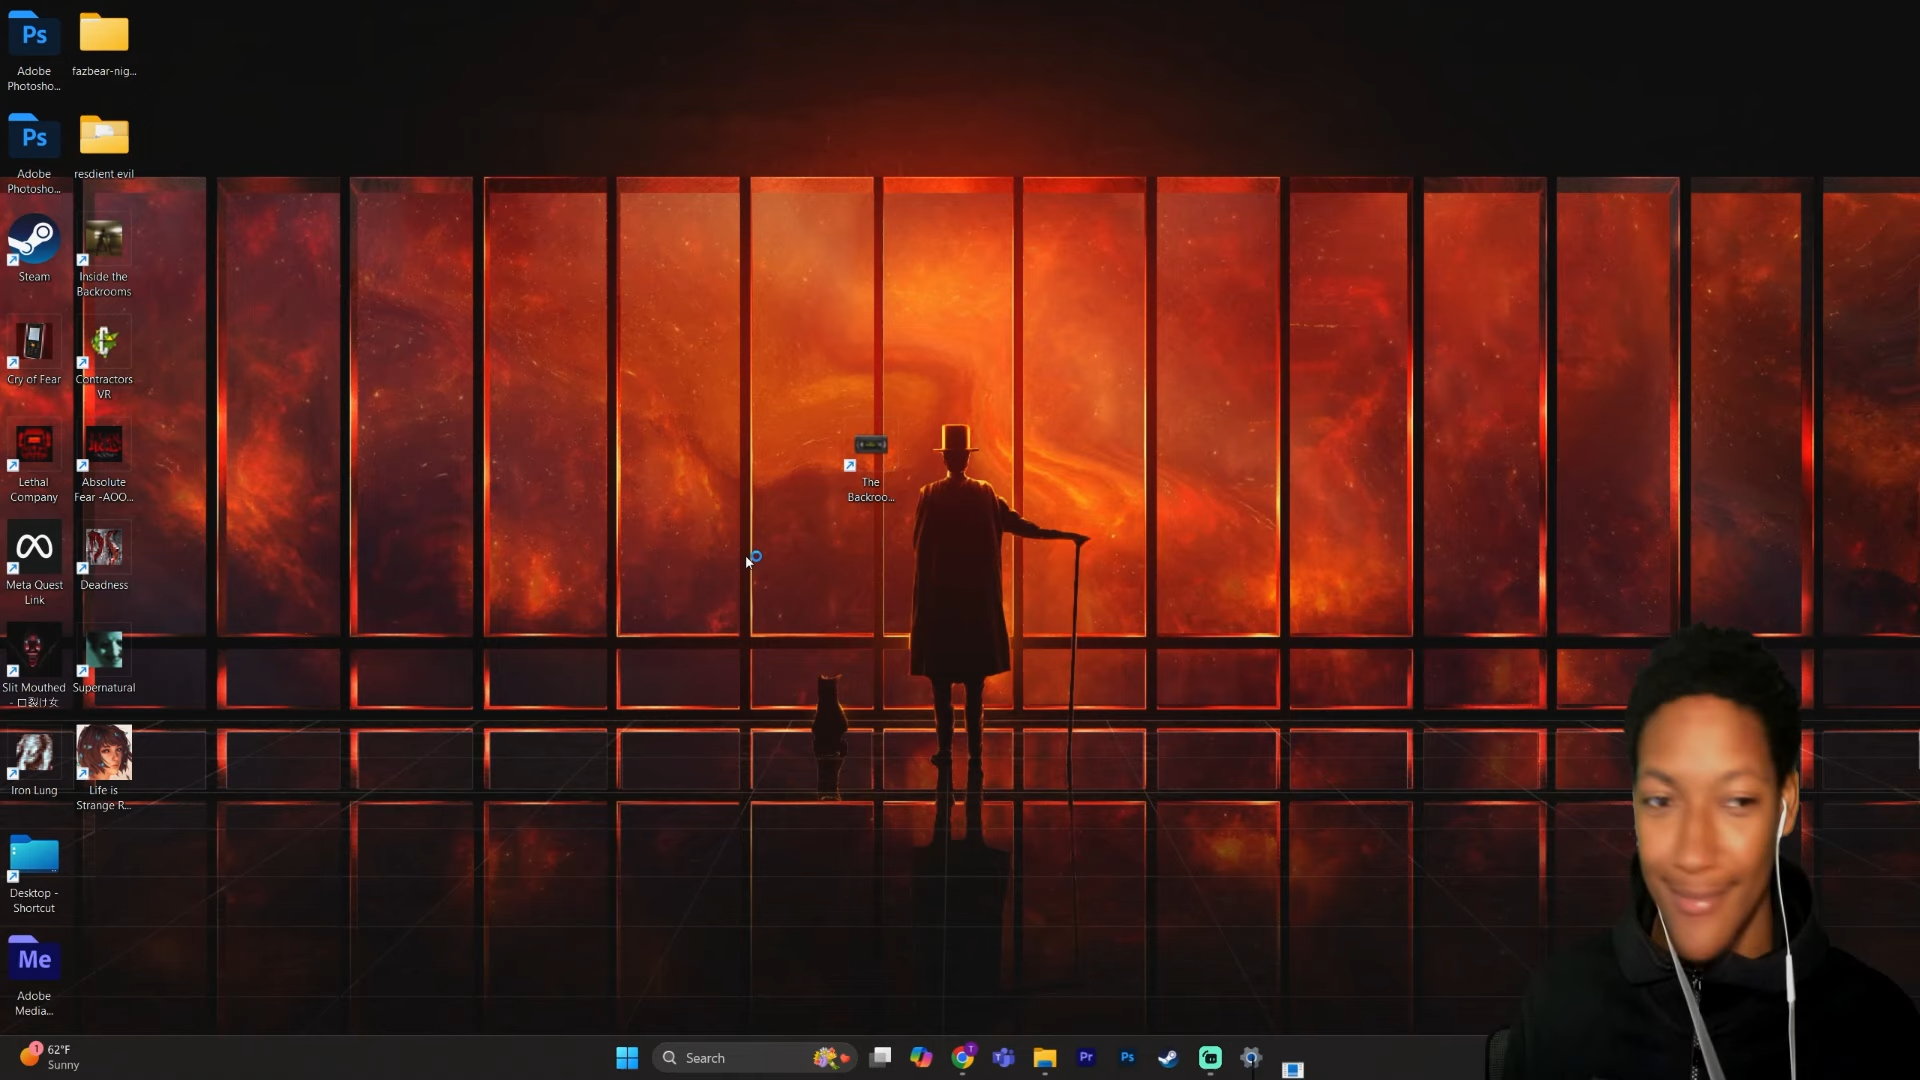 Ps
Adobe
Photosho...
fazbear-nig...
Ps
Adobe
Photosho...
resdient evil
Steam
Inside the
Backrooms
Cry of Fear
Contractors
VR
Lethal
Company
Absolute
Fear -AOO...
Meta Quest
Link
Deadness
Slit Mouthed
- 口裂け女
Supernatural
Iron Lung
Life is
Strange R...
Desktop -
Shortcut
Me
Adobe
Media...
The
Backroo...
1
62°F
Sunny
Search
T
Pr
Ps